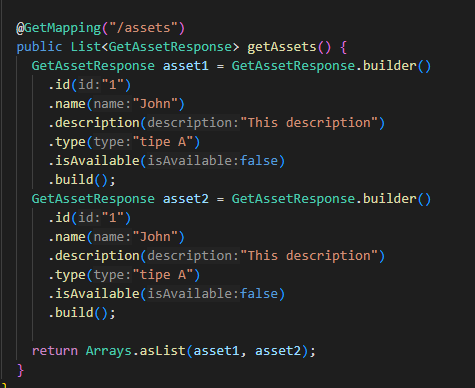 @GetMapping("/assets")
public List<GetAssetResponse> getAssets() {
  GetAssetResponse asset1 = GetAssetResponse.builder()
    .id(id:"1")
    .name(name:"John")
    .description(description:"This description")
    .type(type:"tipe A")
    .isAvailable(isAvailable:false)
    .build();
  GetAssetResponse asset2 = GetAssetResponse.builder()
    .id(id:"1")
    .name(name:"John")
    .description(description:"This description")
    .type(type:"tipe A")
    .isAvailable(isAvailable:false)
    .build();
  return Arrays.asList(asset1, asset2);
}
}